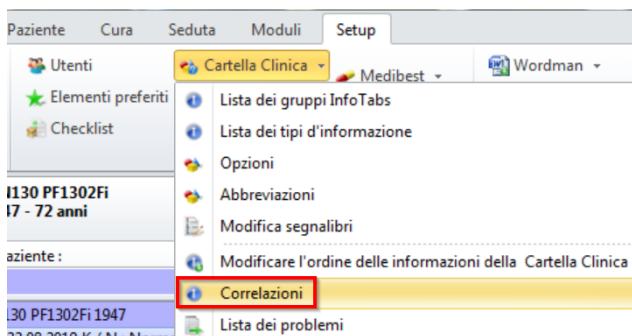 Paziente Cura Seduta Moduli Setup
Utenti
Elementi preferiti
Checklist
Cartella Clinica
Medibest
Wordman
Lista dei gruppi InfoTabs
Lista dei tipi d'informazione
Opzioni
Abbreviazioni
Modifica segnalibri
Modificare l'ordine delle informazioni della Cartella Clinica
Correlazioni
Lista dei problemi
N130 PF1302Fi
47 - 72 anni
aziente :
130 PF1302Fi 1947